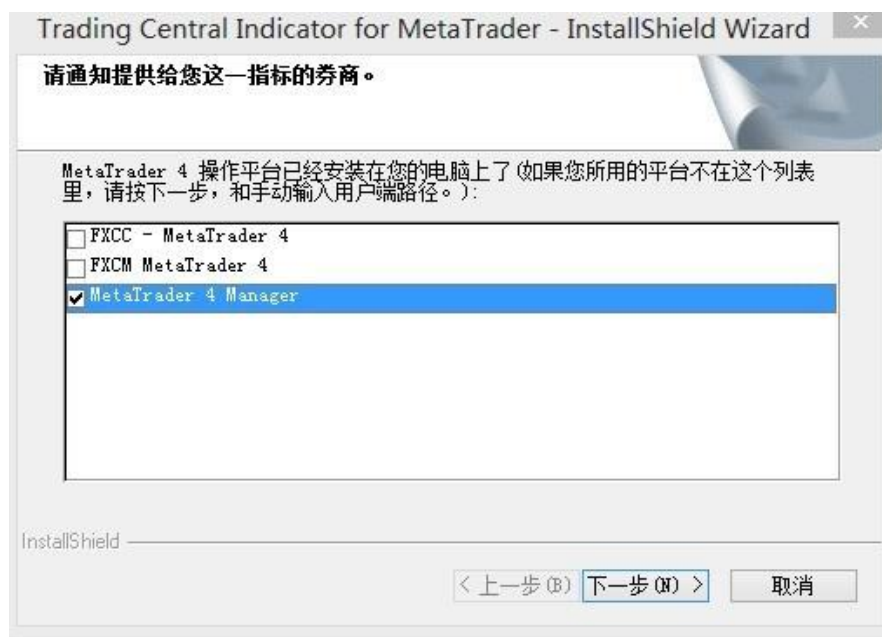 Trading Central Indicator for MetaTrader - InstallShield Wizard
请通知提供给您这一指标的券商。
MetaTrader 4 操作平台已经安装在您的电脑上了(如果您所用的平台不在这个列表
里，请按下一步，和手动输入用户端路径。):
FXCC - MetaTrader 4
FXCM MetaTrader 4
MetaTrader 4 Manager
InstallShield
< 上一步(B) 下一步(N) > 取消